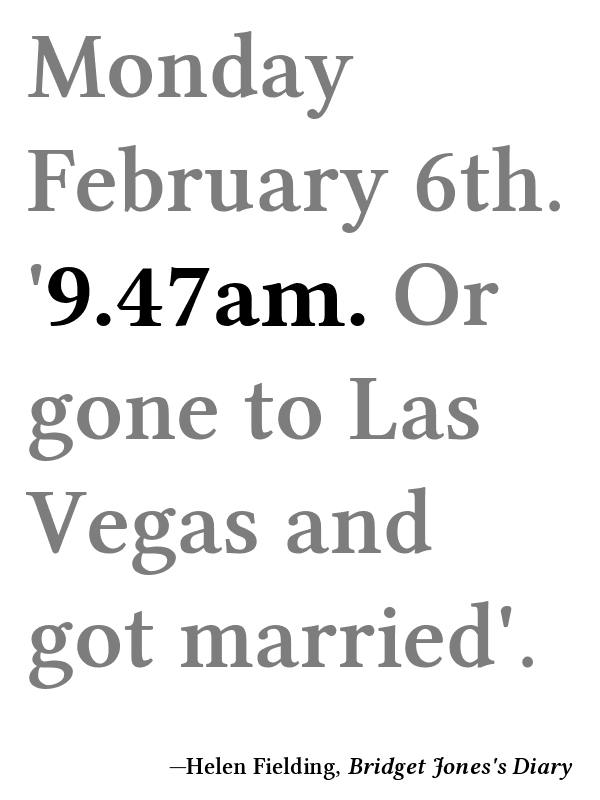 Monday
February 6th.
'9.47am. Or
gone to Las
Vegas and
got married'.
—Helen Fielding, Bridget Jones's Diary